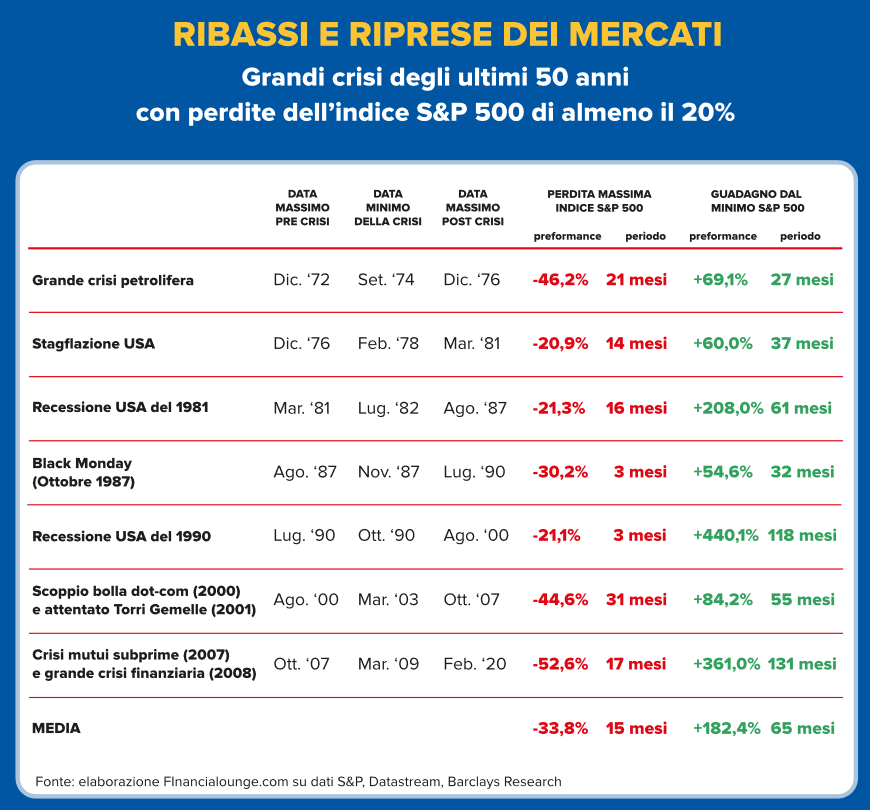 RIBASSI E RIPRESE DEI MERCATI
Grandi crisi degli ultimi 50 anni
con perdite dell’indice S&P 500 di almeno il 20%
DATA MASSIMO PRE CRISI
DATA MINIMO DELLA CRISI
DATA MASSIMO POST CRISI
PERDITA MASSIMA INDICE S&P 500
GUADAGNO DAL MINIMO S&P 500
preformance periodo preformance periodo
Grande crisi petrolifera Dic. ‘72 Set. ‘74 Dic. ‘76 -46,2% 21 mesi +69,1% 27 mesi
Stagflazione USA Dic. ‘76 Feb. ‘78 Mar. ‘81 -20,9% 14 mesi +60,0% 37 mesi
Recessione USA del 1981 Mar. ‘81 Lug. ‘82 Ago. ‘87 -21,3% 16 mesi +208,0% 61 mesi
Black Monday
(Ottobre 1987) Ago. ‘87 Nov. ‘87 Lug. ‘90 -30,2% 3 mesi +54,6% 32 mesi
Recessione USA del 1990 Lug. ‘90 Ott. ‘90 Ago. ‘00 -21,1% 3 mesi +440,1% 118 mesi
Scoppio bolla dot-com (2000)
e attentato Torri Gemelle (2001) Ago. ‘00 Mar. ‘03 Ott. ‘07 -44,6% 31 mesi +84,2% 55 mesi
Crisi mutui subprime (2007)
e grande crisi finanziaria (2008) Ott. ‘07 Mar. ‘09 Feb. ‘20 -52,6% 17 mesi +361,0% 131 mesi
MEDIA -33,8% 15 mesi +182,4% 65 mesi
Fonte: elaborazione FInancialounge.com su dati S&P, Datastream, Barclays Research